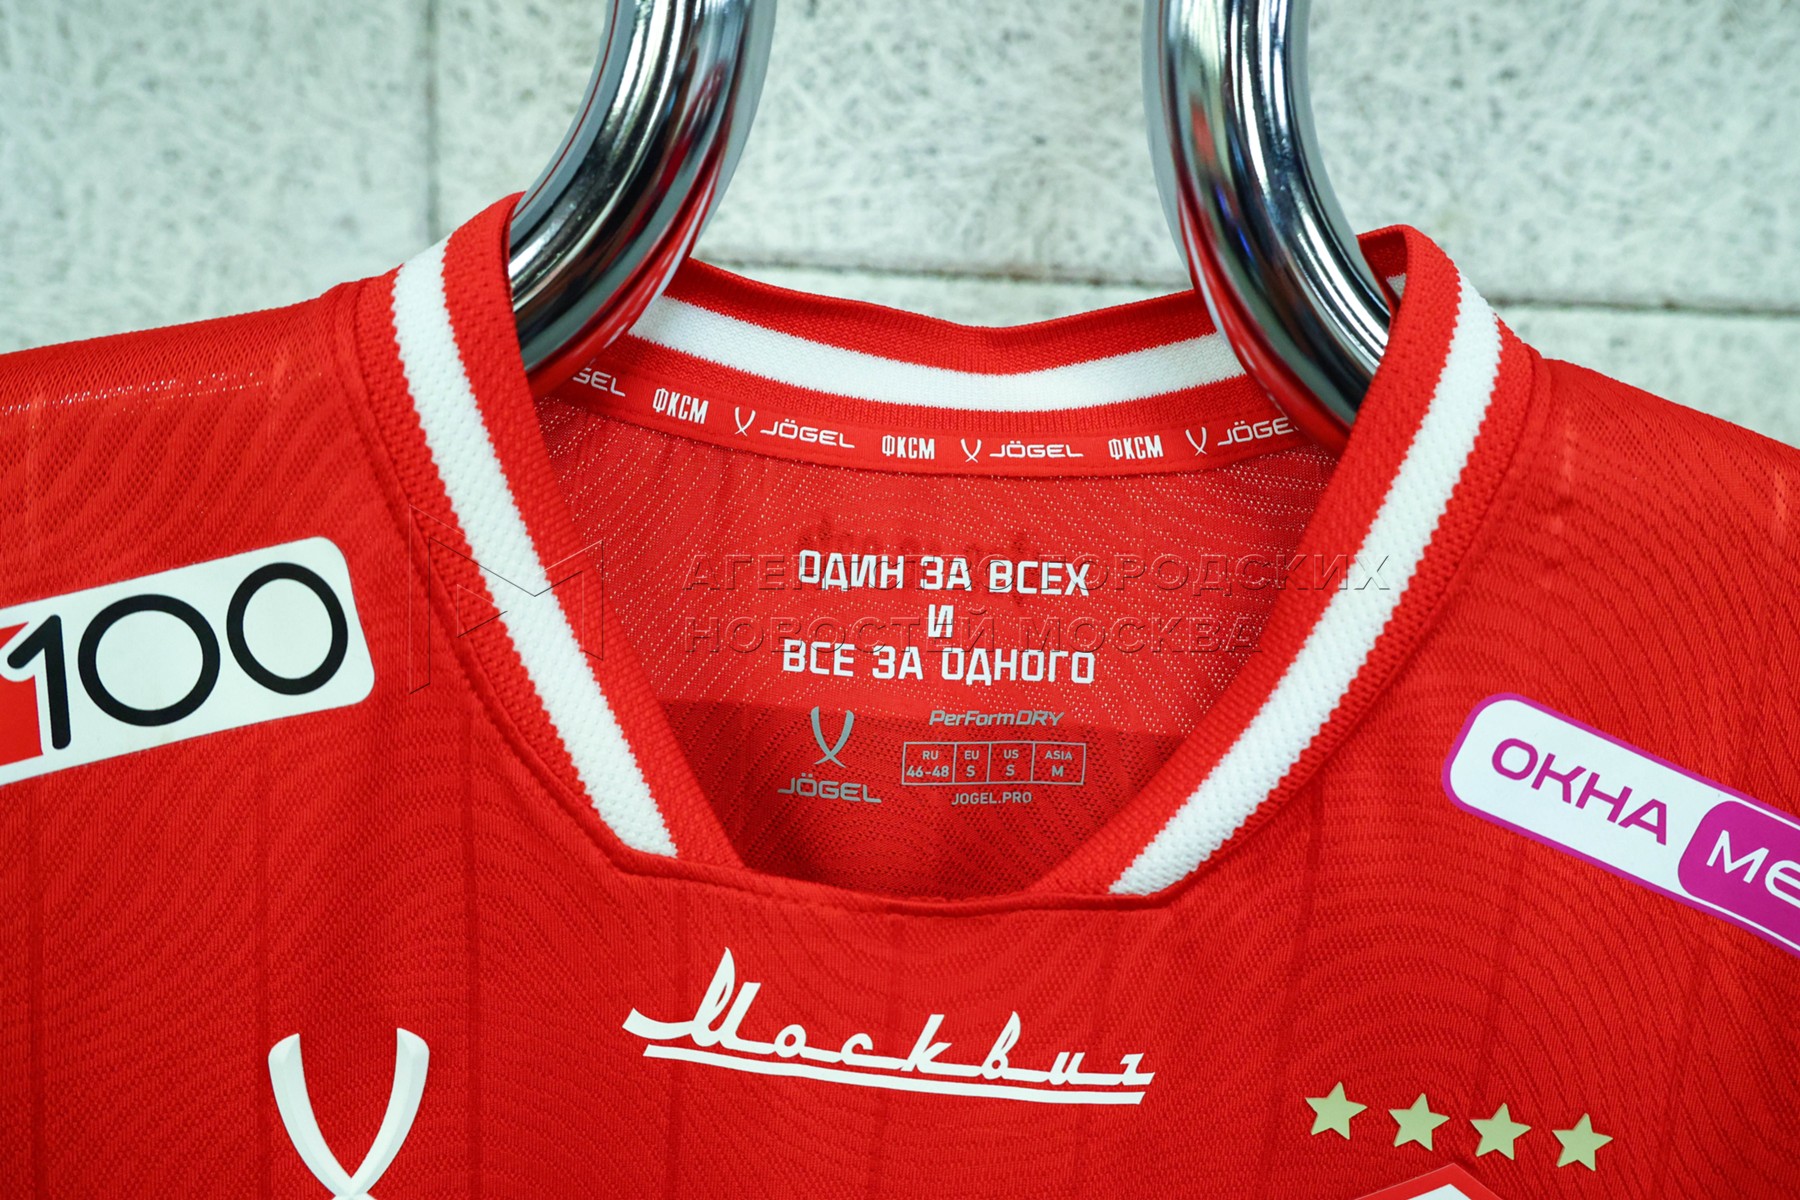 ФКСМ JÖGEL ФКСМ JÖGEL ФКСМ
ОДИН ЗА ВСЕХ
И
ВСЕ ЗА ОДНОГО
АГЕНТСТВО ГОРОДСКИХ
НОВОСТЕЙ МОСКВА
PerFormDRY
RU EU US ASIA
46-48 S S M
JÖGEL
JOGEL.PRO
100
ОКНА
Москвич